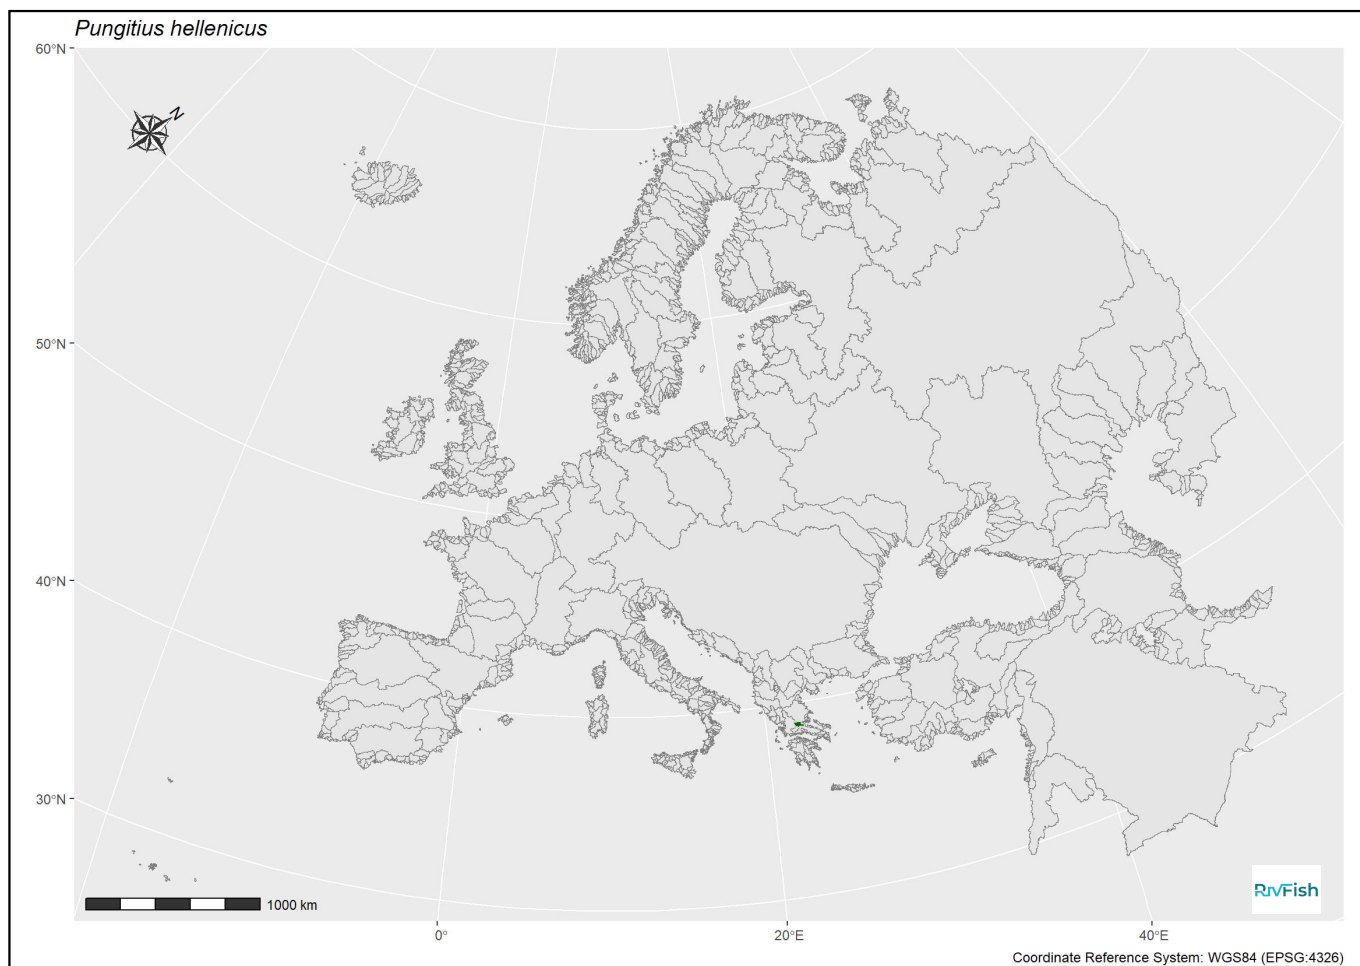 Pungitius hellenicus
60°N
N
50°N
40°N
30°N
1000 km
RIVFish
0°
20°E
40°E
Coordinate Reference System: WGS84 (EPSG:4326)